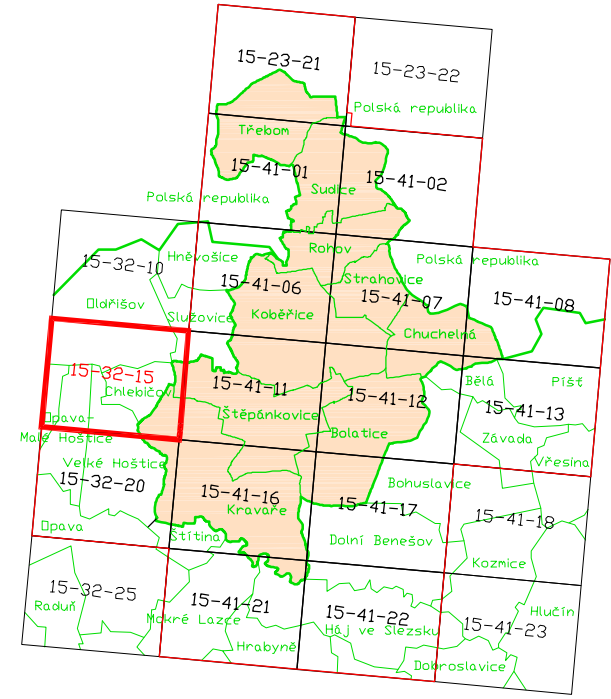 15-23-21
15-23-22
Polská republika
Třebom
15-41-01
15-41-02
Sudice
Polská republika
Rohov
Hněvošice
Polská republika
15-32-10
Strahovice
15-41-06
15-41-07
15-41-08
Oldřišov
Služovice
Koběřice
Chuchelná
15-32-15
Chlebičov
15-41-11
15-41-12
Bělá
Píšť
15-41-13
Opava-
Malé Hoštice
Štěpánkovice
Bolatice
Závada
Velké Hoštice
Vřesina
15-32-20
Bohuslavice
15-41-16
15-41-17
Kravaře
15-41-18
Opava
Štítina
Dolní Benešov
Kozmice
15-32-25
Raduň
15-41-21
15-41-22
Hlučín
Mokré Lazce
Háj ve Slezsku
15-41-23
Hrabyně
Dobroslavice